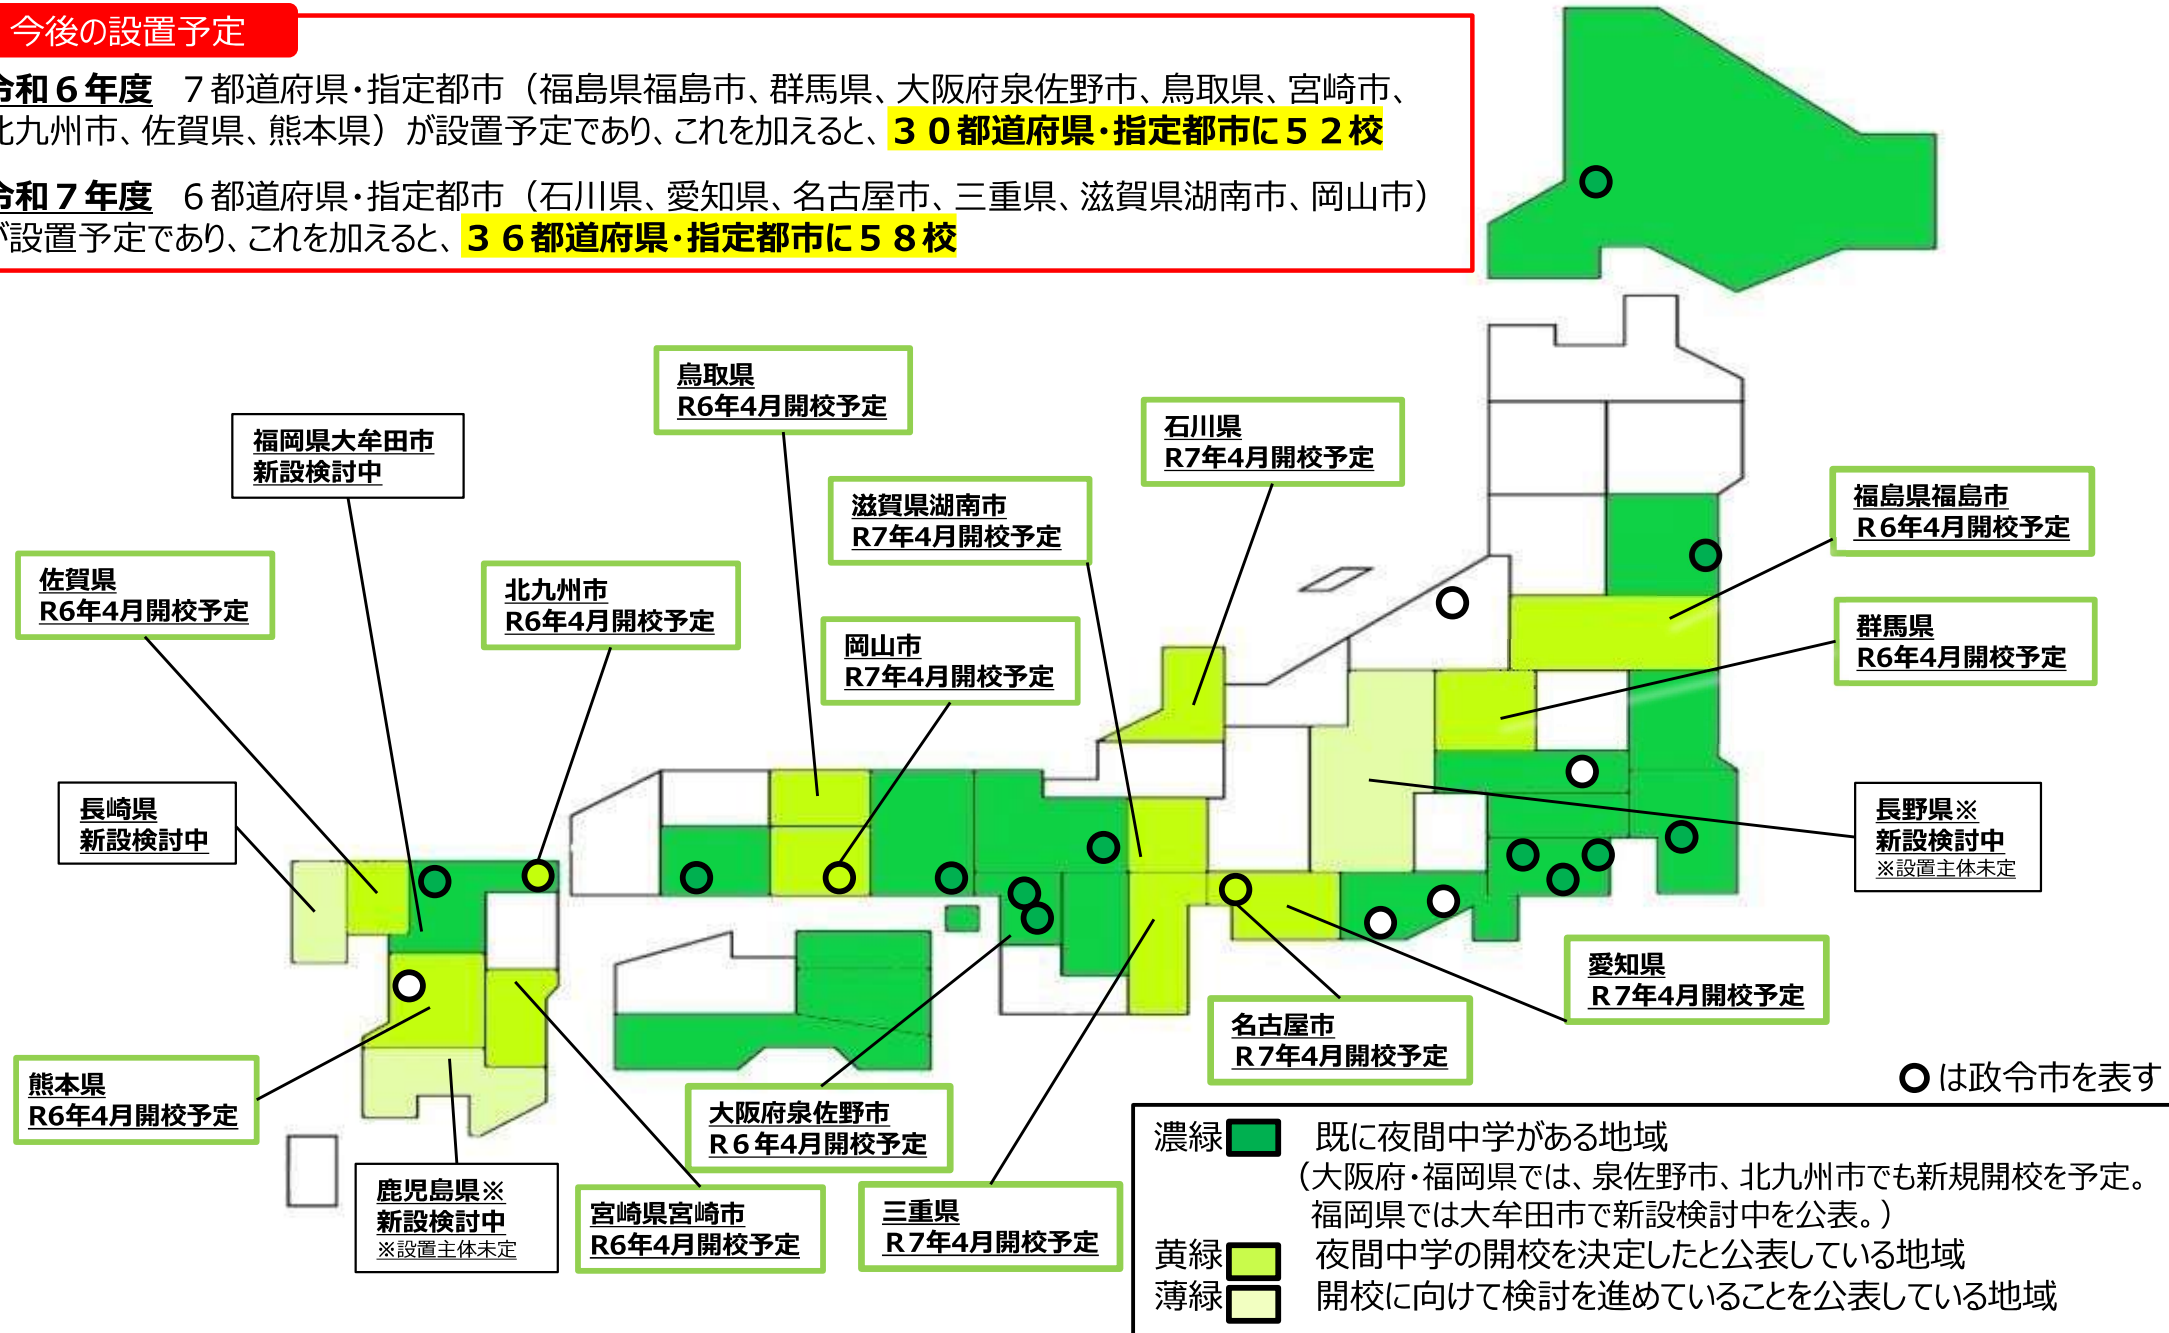 今後の設置予定
令和６年度　７都道府県・指定都市（福島県福島市、群馬県、大阪府泉佐野市、鳥取県、宮崎市、
北九州市、佐賀県、熊本県）が設置予定であり、これを加えると、３０都道府県・指定都市に５２校
令和７年度　６都道府県・指定都市（石川県、愛知県、名古屋市、三重県、滋賀県湖南市、岡山市）
が設置予定であり、これを加えると、３６都道府県・指定都市に５８校
鳥取県
R6年4月開校予定
石川県
R7年4月開校予定
福岡県大牟田市
新設検討中
滋賀県湖南市
R7年4月開校予定
福島県福島市
R６年4月開校予定
佐賀県
R6年4月開校予定
北九州市
R6年4月開校予定
岡山市
R7年4月開校予定
群馬県
R6年4月開校予定
長崎県
新設検討中
長野県※
新設検討中
※設置主体未定
愛知県
R７年4月開校予定
名古屋市
R７年4月開校予定
熊本県
R6年4月開校予定
大阪府泉佐野市
R６年4月開校予定
鹿児島県※
新設検討中
※設置主体未定
宮崎県宮崎市
R6年4月開校予定
三重県
R７年4月開校予定
○は政令市を表す
濃緑　既に夜間中学がある地域
（大阪府・福岡県では、泉佐野市、北九州市でも新規開校を予定。
福岡県では大牟田市で新設検討中を公表。）
黄緑　夜間中学の開校を決定したと公表している地域
薄緑　開校に向けて検討を進めていることを公表している地域